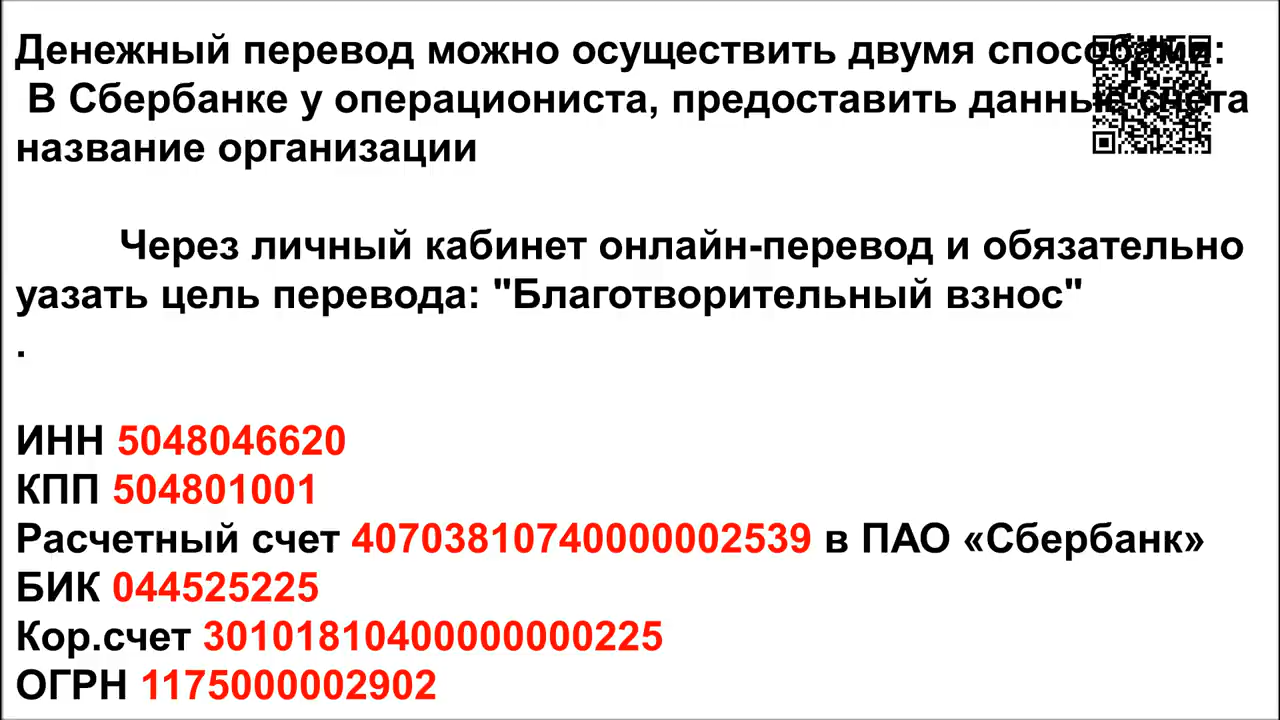 Денежный перевод можно осуществить двумя способами:
В Сбербанке у операциониста, предоставить данные счета
название организации
Через личный кабинет онлайн-перевод и обязательно
уазать цель перевода: "Благотворительный взнос"
.
ИНН 5048046620
КПП 504801001
Расчетный счет 40703810740000002539 в ПАО «Сбербанк»
БИК 044525225
Кор.счет 30101810400000000225
ОГРН 1175000002902